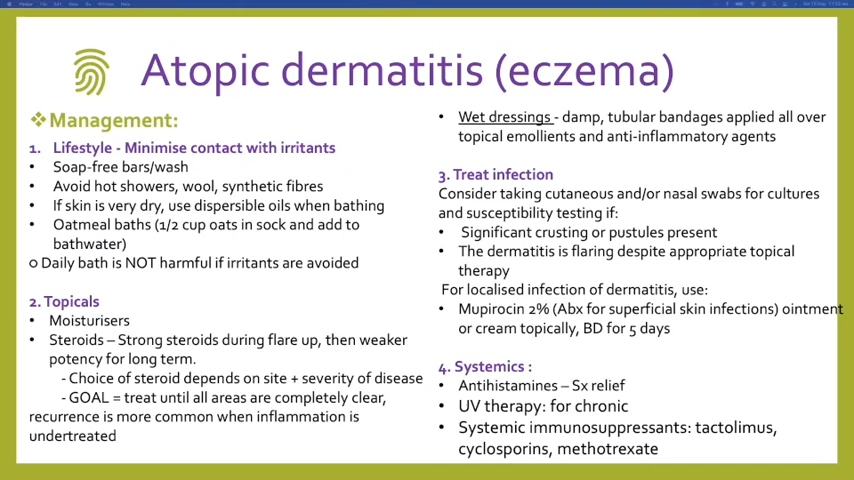 Atopic dermatitis (eczema)
❖Management:
1. Lifestyle - Minimise contact with irritants
• Soap-free bars/wash
• Avoid hot showers, wool, synthetic fibres
• If skin is very dry, use dispersible oils when bathing
• Oatmeal baths (1/2 cup oats in sock and add to
bathwater)
o Daily bath is NOT harmful if irritants are avoided
2. Topicals
• Moisturisers
• Steroids – Strong steroids during flare up, then weaker
potency for long term.
- Choice of steroid depends on site + severity of disease
- GOAL = treat until all areas are completely clear,
recurrence is more common when inflammation is
undertreated
• Wet dressings - damp, tubular bandages applied all over
topical emollients and anti-inflammatory agents
3. Treat infection
Consider taking cutaneous and/or nasal swabs for cultures
and susceptibility testing if:
• Significant crusting or pustules present
• The dermatitis is flaring despite appropriate topical
therapy
For localised infection of dermatitis, use:
• Mupirocin 2% (Abx for superficial skin infections) ointment
or cream topically, BD for 5 days
4. Systemics :
• Antihistamines – Sx relief
• UV therapy: for chronic
• Systemic immunosuppressants: tactolimus,
cyclosporins, methotrexate